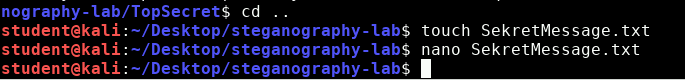 nography-lab/TopSecret$ cd ..
student@kali:~/Desktop/steganography-lab$ touch SekretMessage.txt
student@kali:~/Desktop/steganography-lab$ nano SekretMessage.txt
student@kali:~/Desktop/steganography-lab$